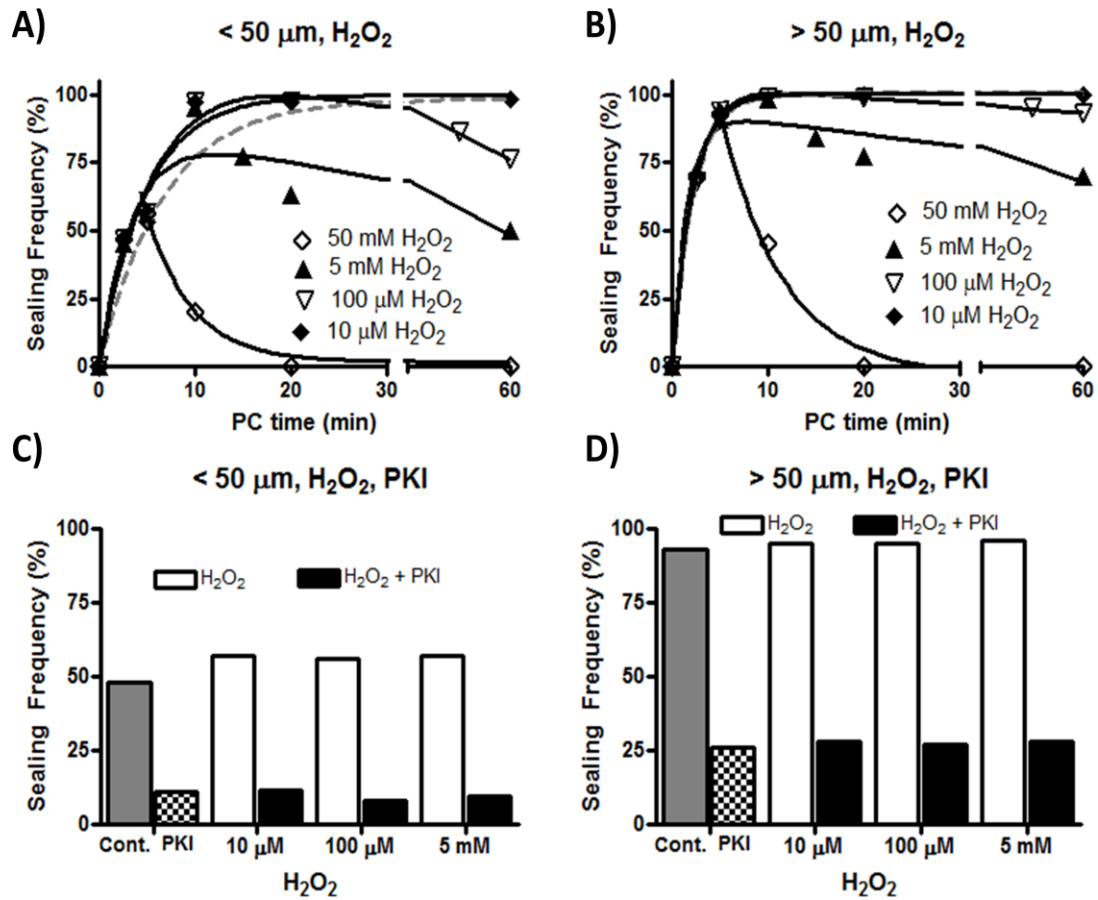 A)
< 50 μm, H₂O₂
Sealing Frequency (%)
100
75
50
25
0
0 10 20 30 60
PC time (min)
50 mM H₂O₂
5 mM H₂O₂
100 μM H₂O₂
10 μM H₂O₂
B)
> 50 μm, H₂O₂
Sealing Frequency (%)
100
75
50
25
0
0 10 20 30 60
PC time (min)
50 mM H₂O₂
5 mM H₂O₂
100 μM H₂O₂
10 μM H₂O₂
C)
< 50 μm, H₂O₂, PKI
Sealing Frequency (%)
100
75
50
25
0
H₂O₂ H₂O₂ + PKI
Cont. PKI 10 μM 100 μM 5 mM
H₂O₂
D)
> 50 μm, H₂O₂, PKI
Sealing Frequency (%)
100
75
50
25
0
H₂O₂ H₂O₂ + PKI
Cont. PKI 10 μM 100 μM 5 mM
H₂O₂